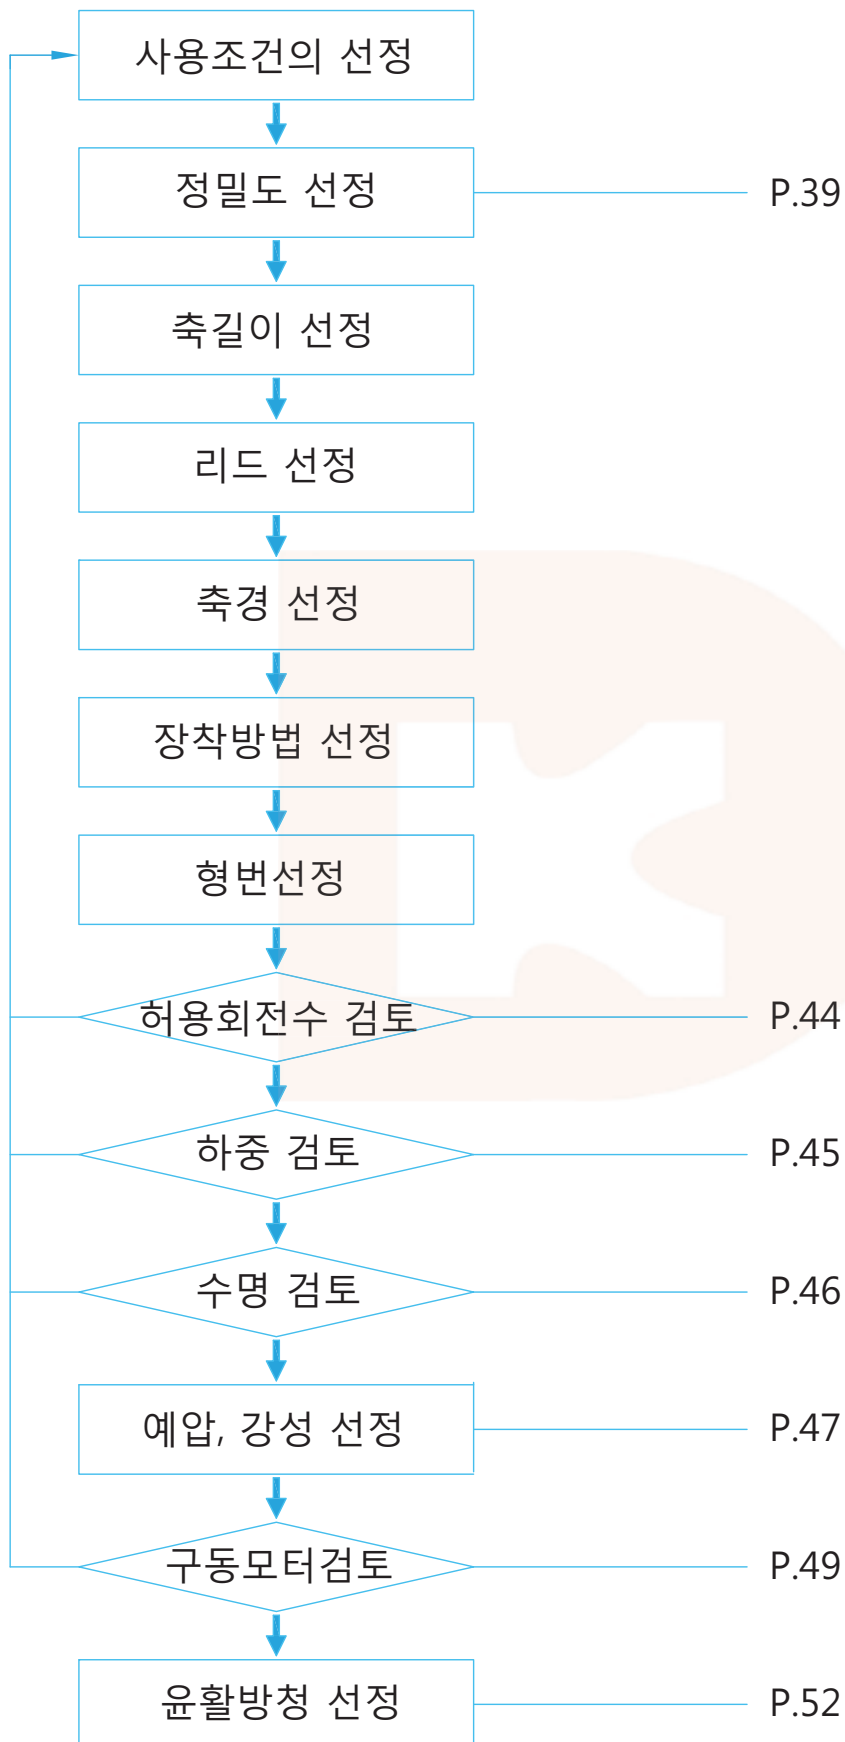 사용조건의 선정
정밀도 선정
P.39
축길이 선정
리드 선정
축경 선정
장착방법 선정
형번선정
허용회전수 검토
P.44
하중 검토
P.45
수명 검토
P.46
예압, 강성 선정
P.47
구동모터검토
P.49
윤활방청 선정
P.52